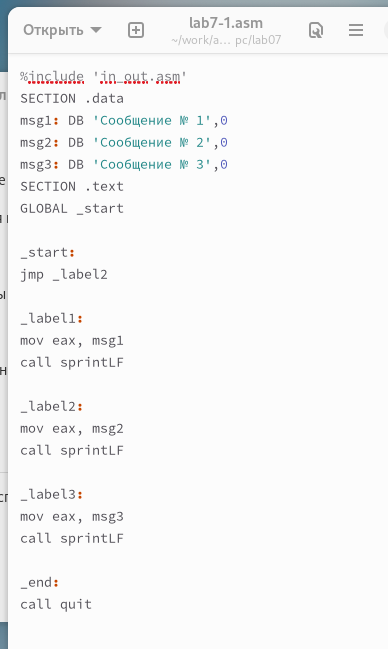 Открыть
lab7-1.asm
~/work/a... pc/lab07
%include 'in_out.asm'
SECTION .data
msg1: DB 'Сообщение № 1',0
msg2: DB 'Сообщение № 2',0
msg3: DB 'Сообщение № 3',0
SECTION .text
GLOBAL _start
_start:
jmp _label2
_label1:
mov eax, msg1
call sprintLF
_label2:
mov eax, msg2
call sprintLF
_label3:
mov eax, msg3
call sprintLF
_end:
call quit